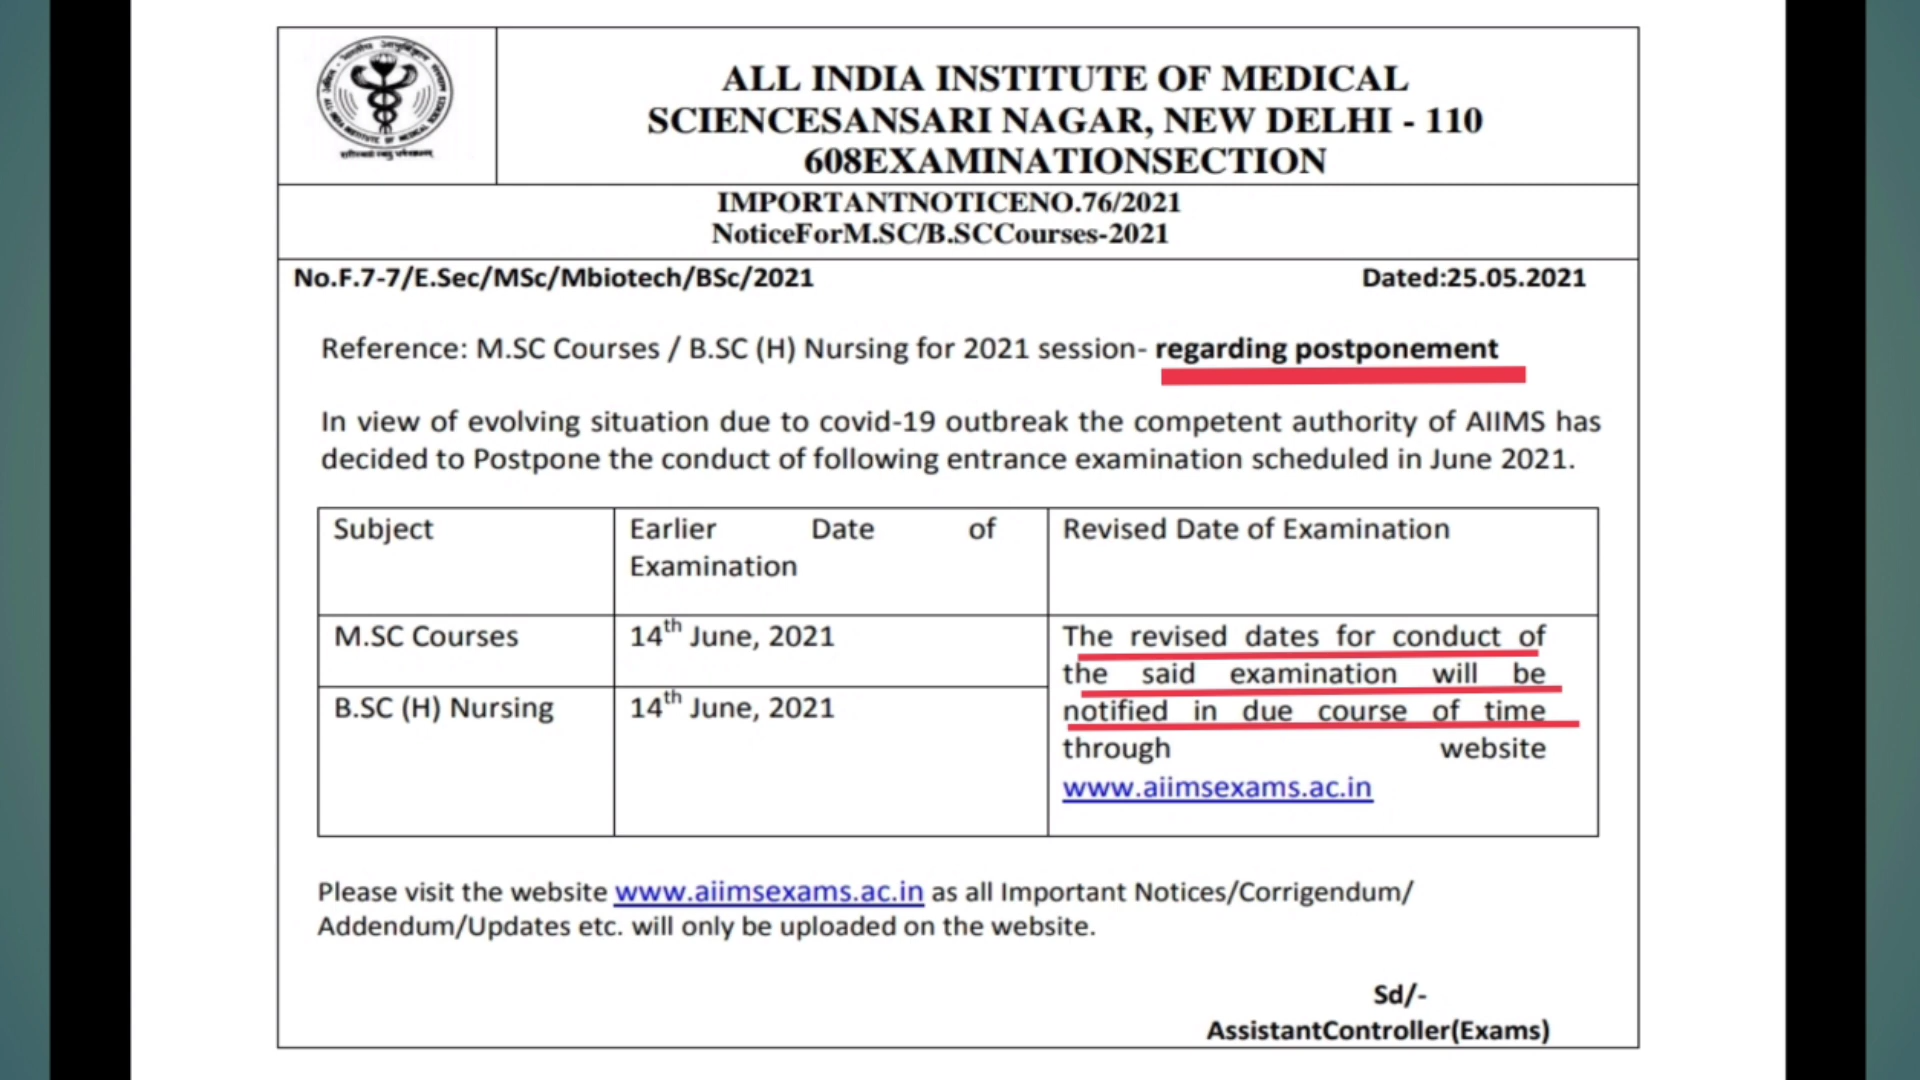 ALL INDIA INSTITUTE OF MEDICAL
SCIENCESANSARI NAGAR, NEW DELHI - 110
608EXAMINATIONSECTION
IMPORTANTNOTICENO.76/2021
NoticeForM.SC/B.SCCourses-2021
No.F.7-7/E.Sec/MSc/Mbiotech/BSc/2021 Dated:25.05.2021
Reference: M.SC Courses / B.SC (H) Nursing for 2021 session- regarding postponement
In view of evolving situation due to covid-19 outbreak the competent authority of AIIMS has
decided to Postpone the conduct of following entrance examination scheduled in June 2021.
Subject
Earlier Date of
Examination
Revised Date of Examination
M.SC Courses
14th June, 2021
The revised dates for conduct of
the said examination will be
notified in due course of time
through website
www.aiimsexams.ac.in
B.SC (H) Nursing
14th June, 2021
Please visit the website www.aiimsexams.ac.in as all Important Notices/Corrigendum/
Addendum/Updates etc. will only be uploaded on the website.
Sd/-
AssistantController(Exams)